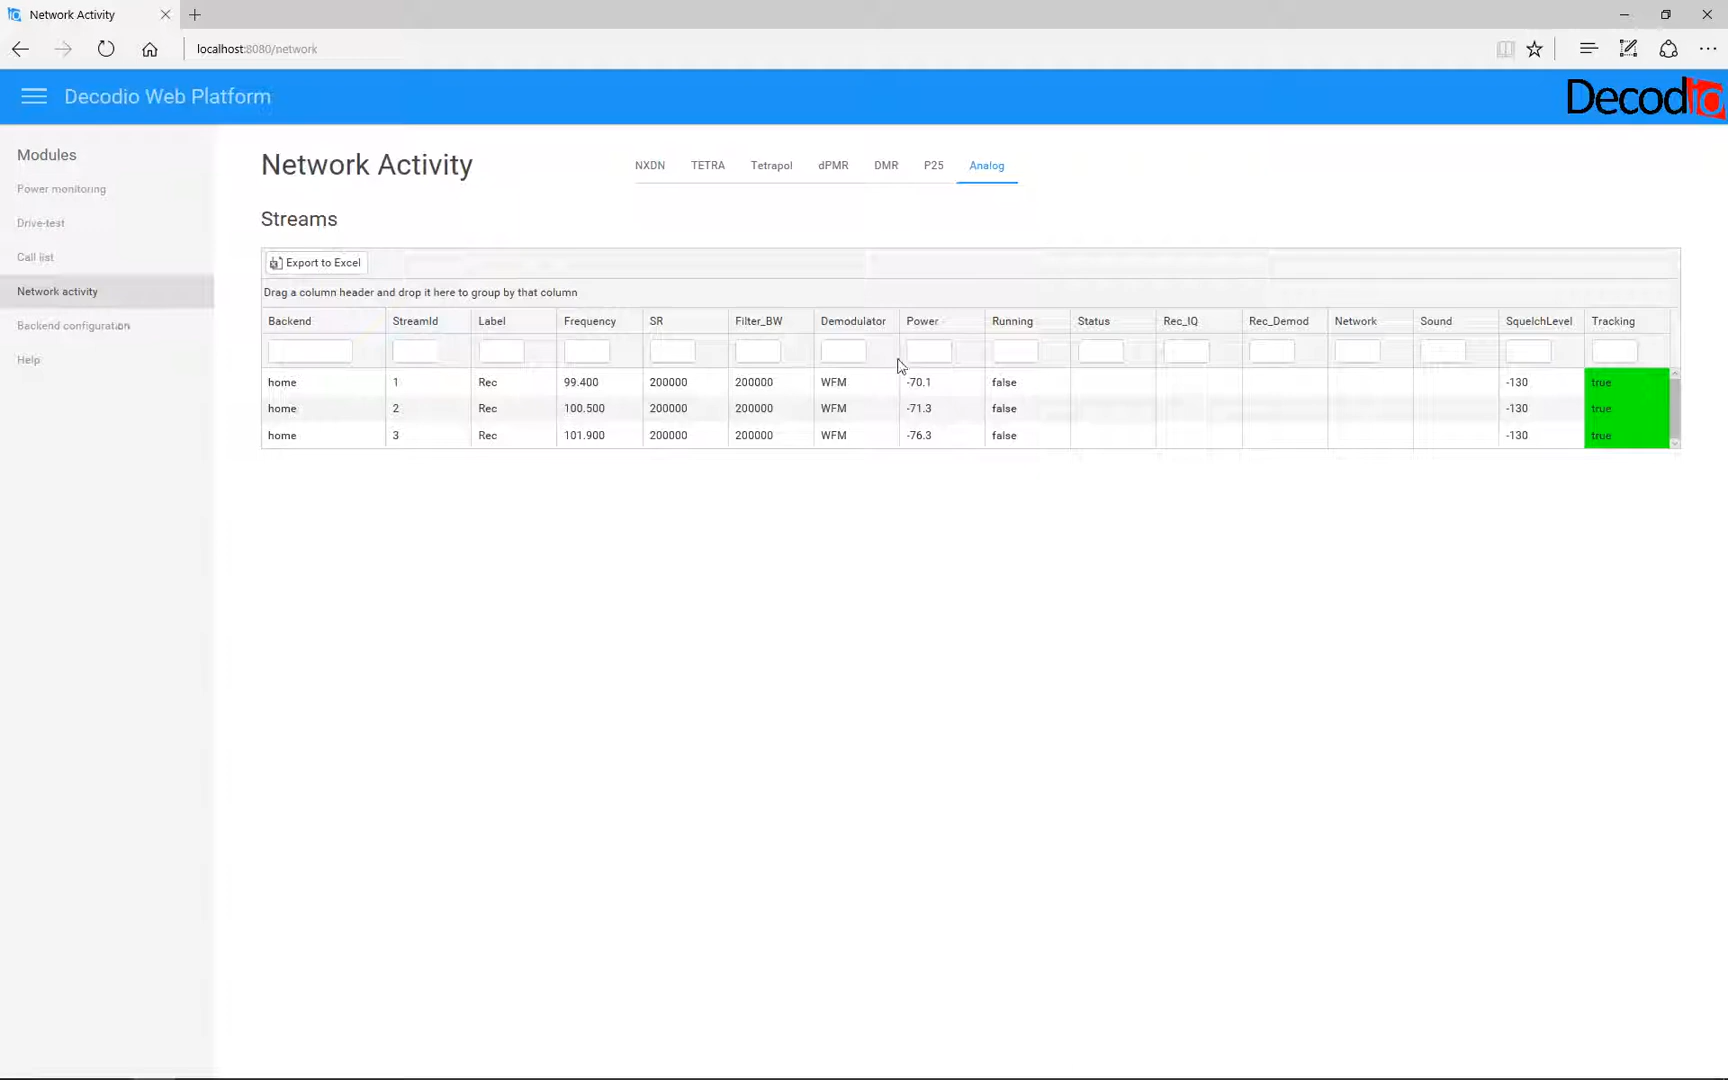 Network Activity
localhost:8080/network
Decodio Web Platform
Decodio
Modules
Power monitoring
Drive-test
Call list
Network activity
Backend configuration
Help
Network Activity
NXDN TETRA Tetrapol dPMR DMR P25 Analog
Streams
Export to Excel
Drag a column header and drop it here to group by that column
Backend StreamId Label Frequency SR Filter_BW Demodulator Power Running Status Rec_IQ Rec_Demod Network Sound SquelchLevel Tracking
home 1 Rec 99.400 200000 200000 WFM -70.1 false -130 true
home 2 Rec 100.500 200000 200000 WFM -71.3 false -130 true
home 3 Rec 101.900 200000 200000 WFM -76.3 false -130 true